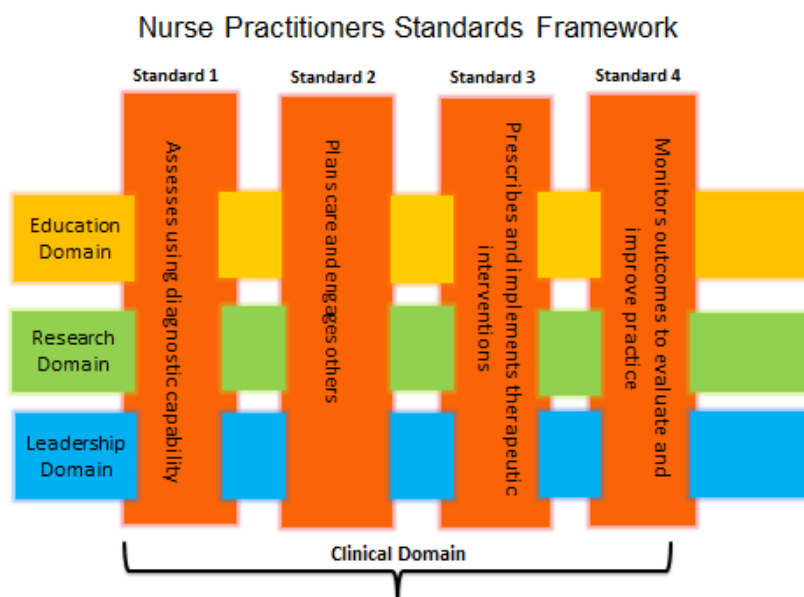 Nurse Practitioners Standards Framework
Standard 1
Standard 2
Standard 3
Standard 4
Assesses using diagnostic capability
Plans care and engages others
Prescribes and implements therapeutic
interventions
Monitors outcomes to evaluate and
improve practice
Education
Domain
Research
Domain
Leadership
Domain
Clinical Domain